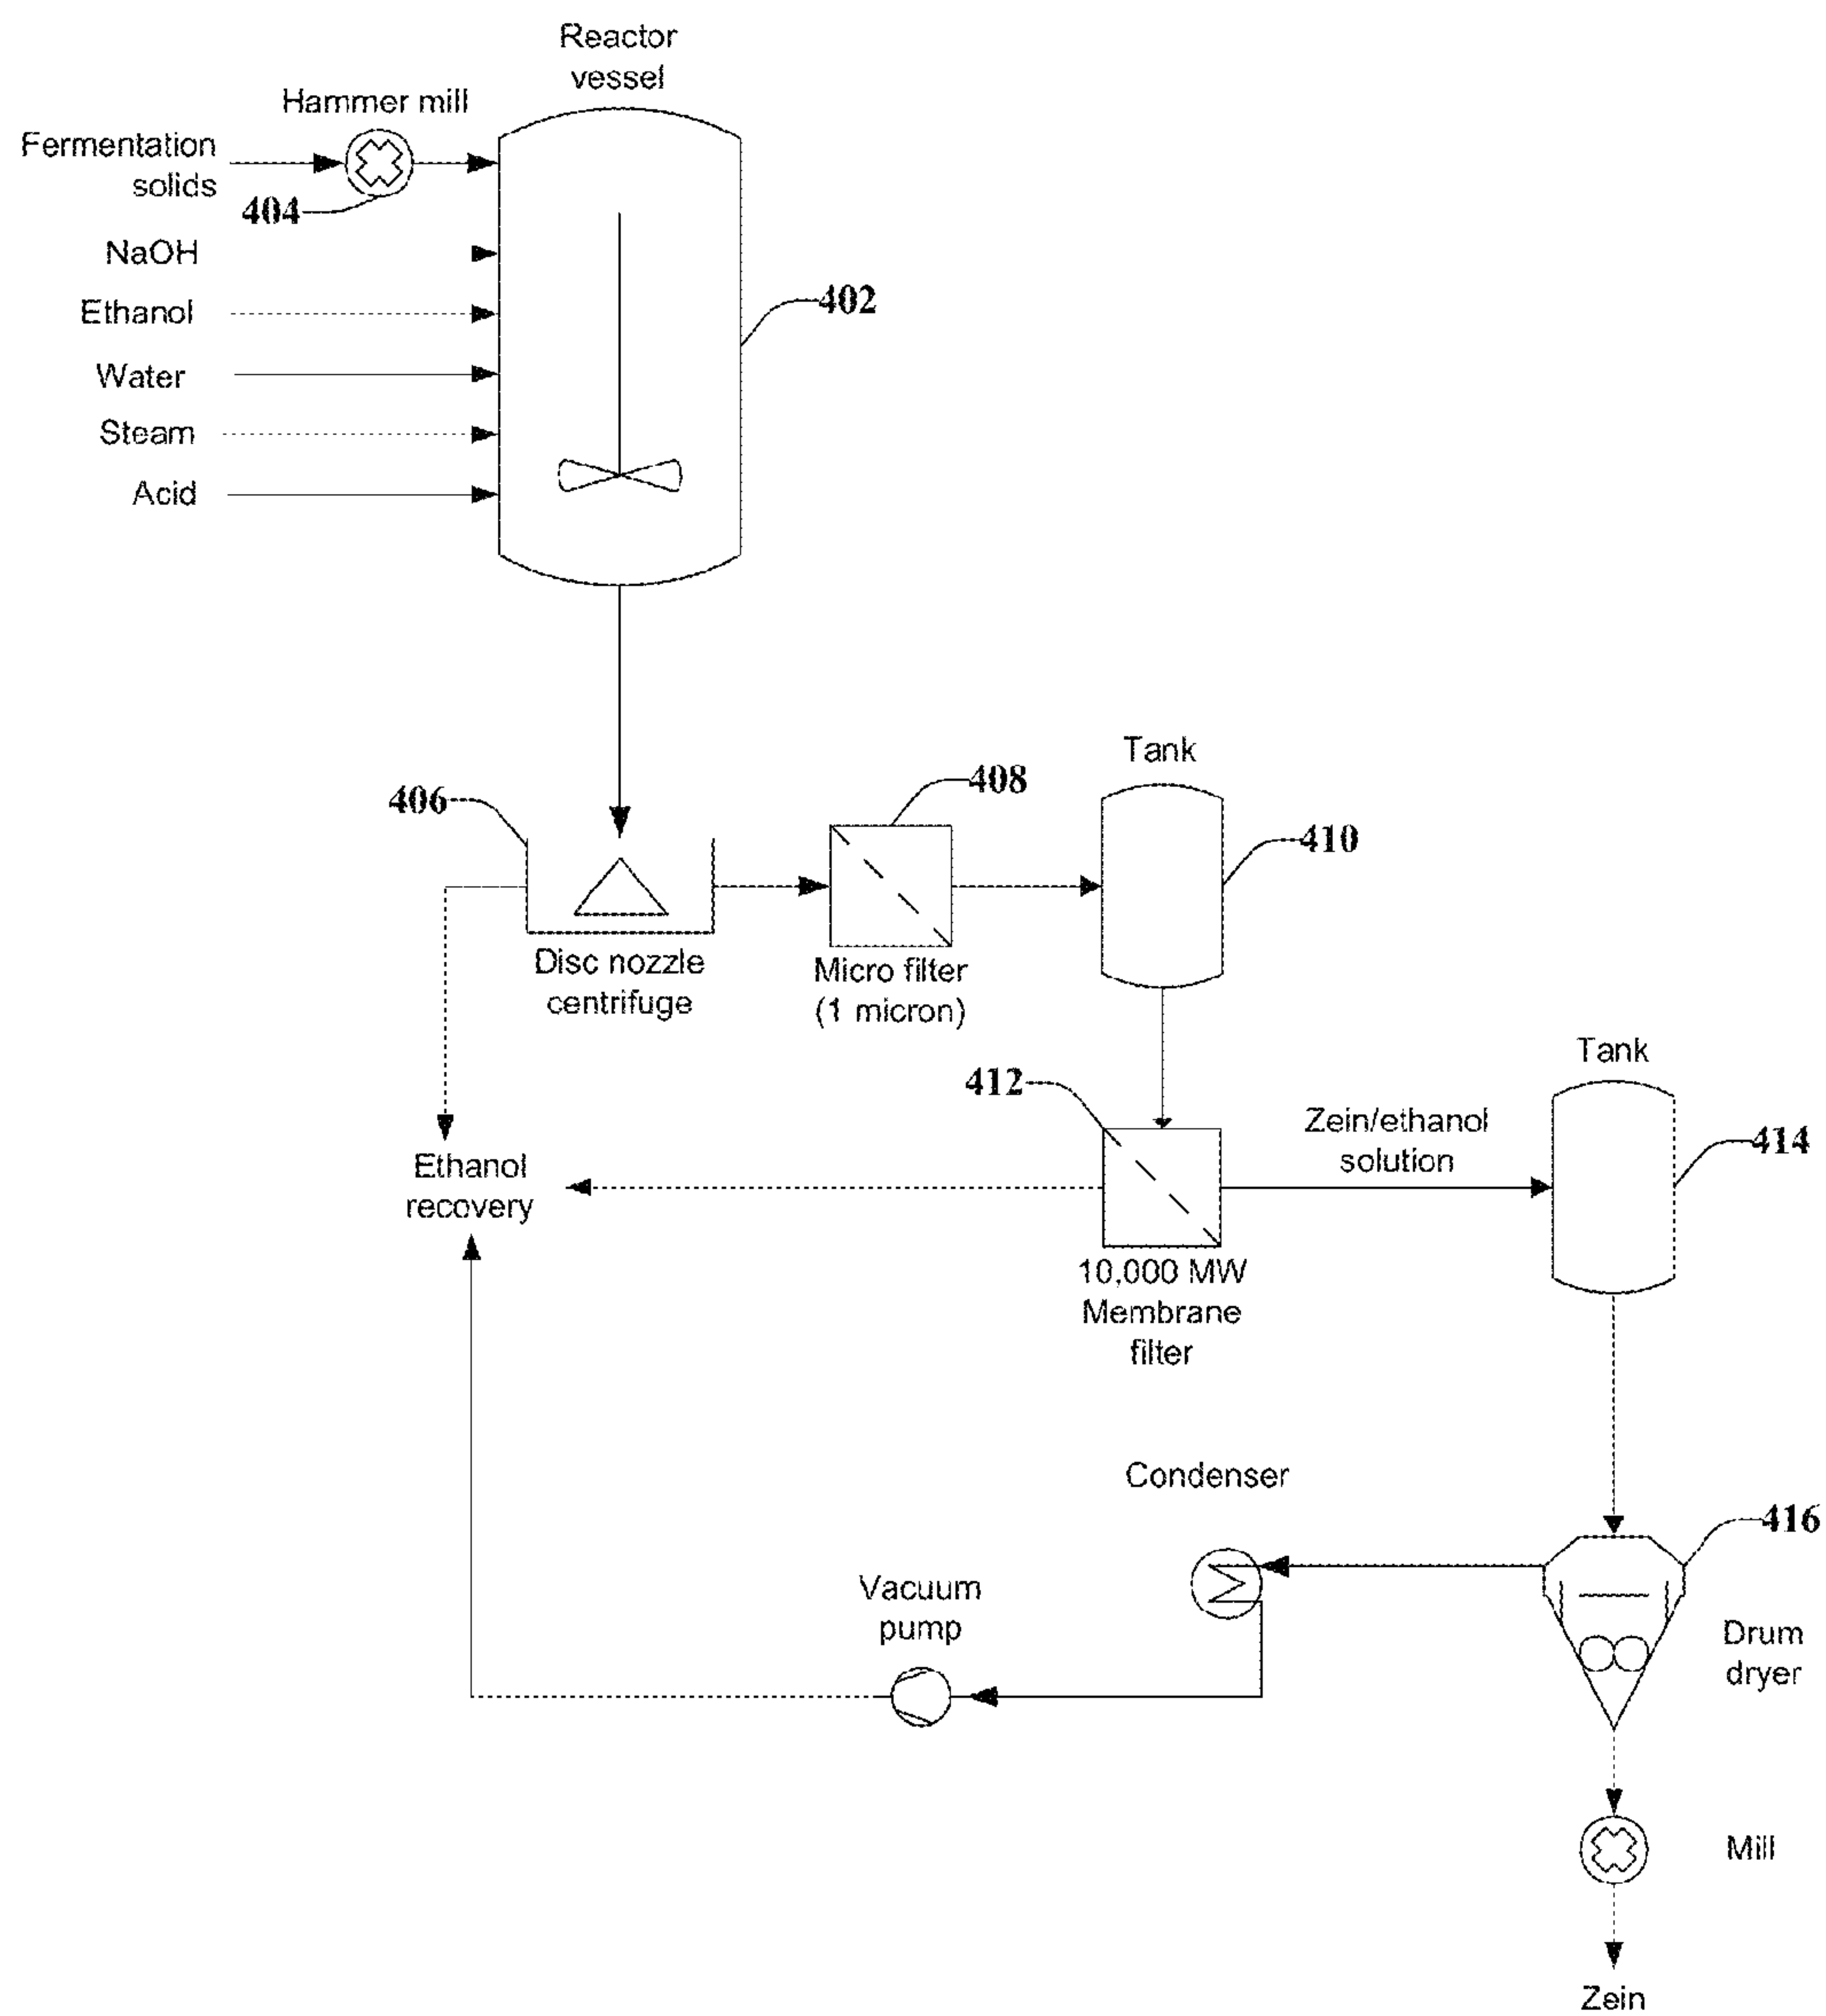 Reactor
vessel
Hammer mill
Fermentation
solids
404
NaOH
Ethanol
402
Water
Steam
Acid
Tank
408
406
410
Disc nozzle
centrifuge
Micro filter
(1 micron)
Tank
412
Zein/ethanol
solution
414
Ethanol
recovery
10,000 MW
Membrane
filter
Condenser
416
Vacuum
pump
Drum
dryer
Mill
Zein